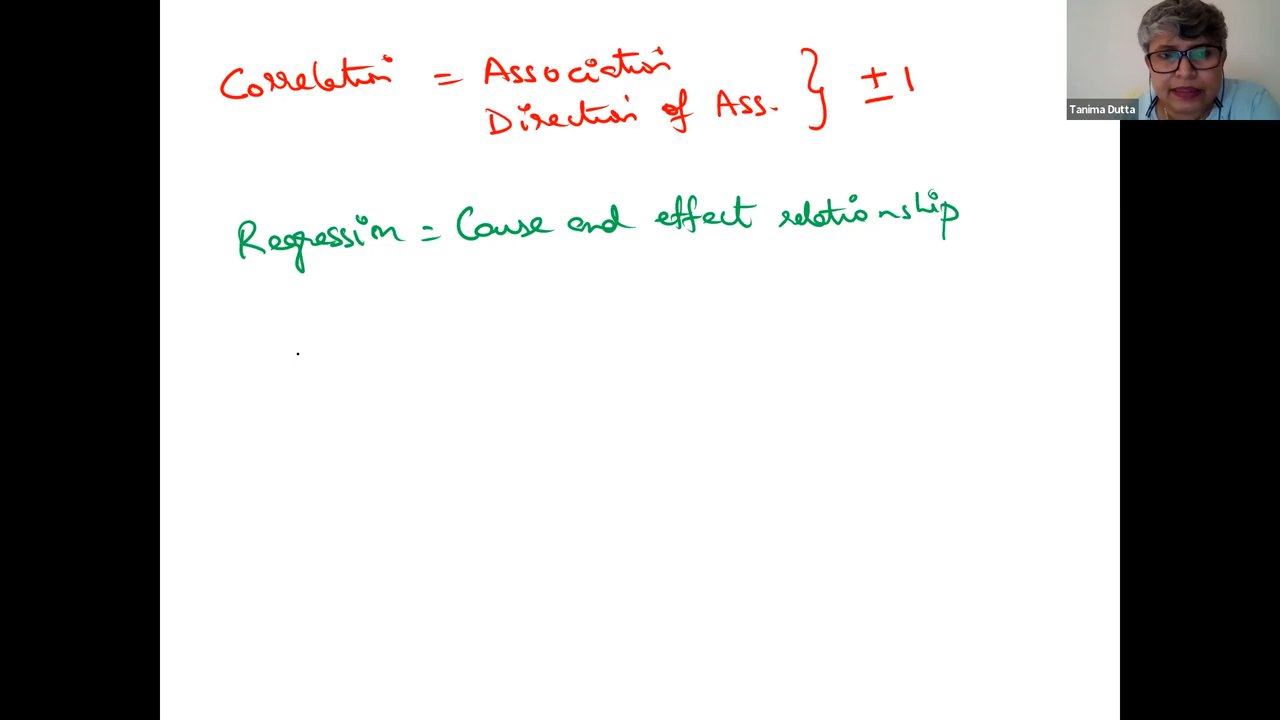 Correlation = Association
Direction of Ass. } ± 1
Regression = Cause and effect relationship
Tanima Dutta